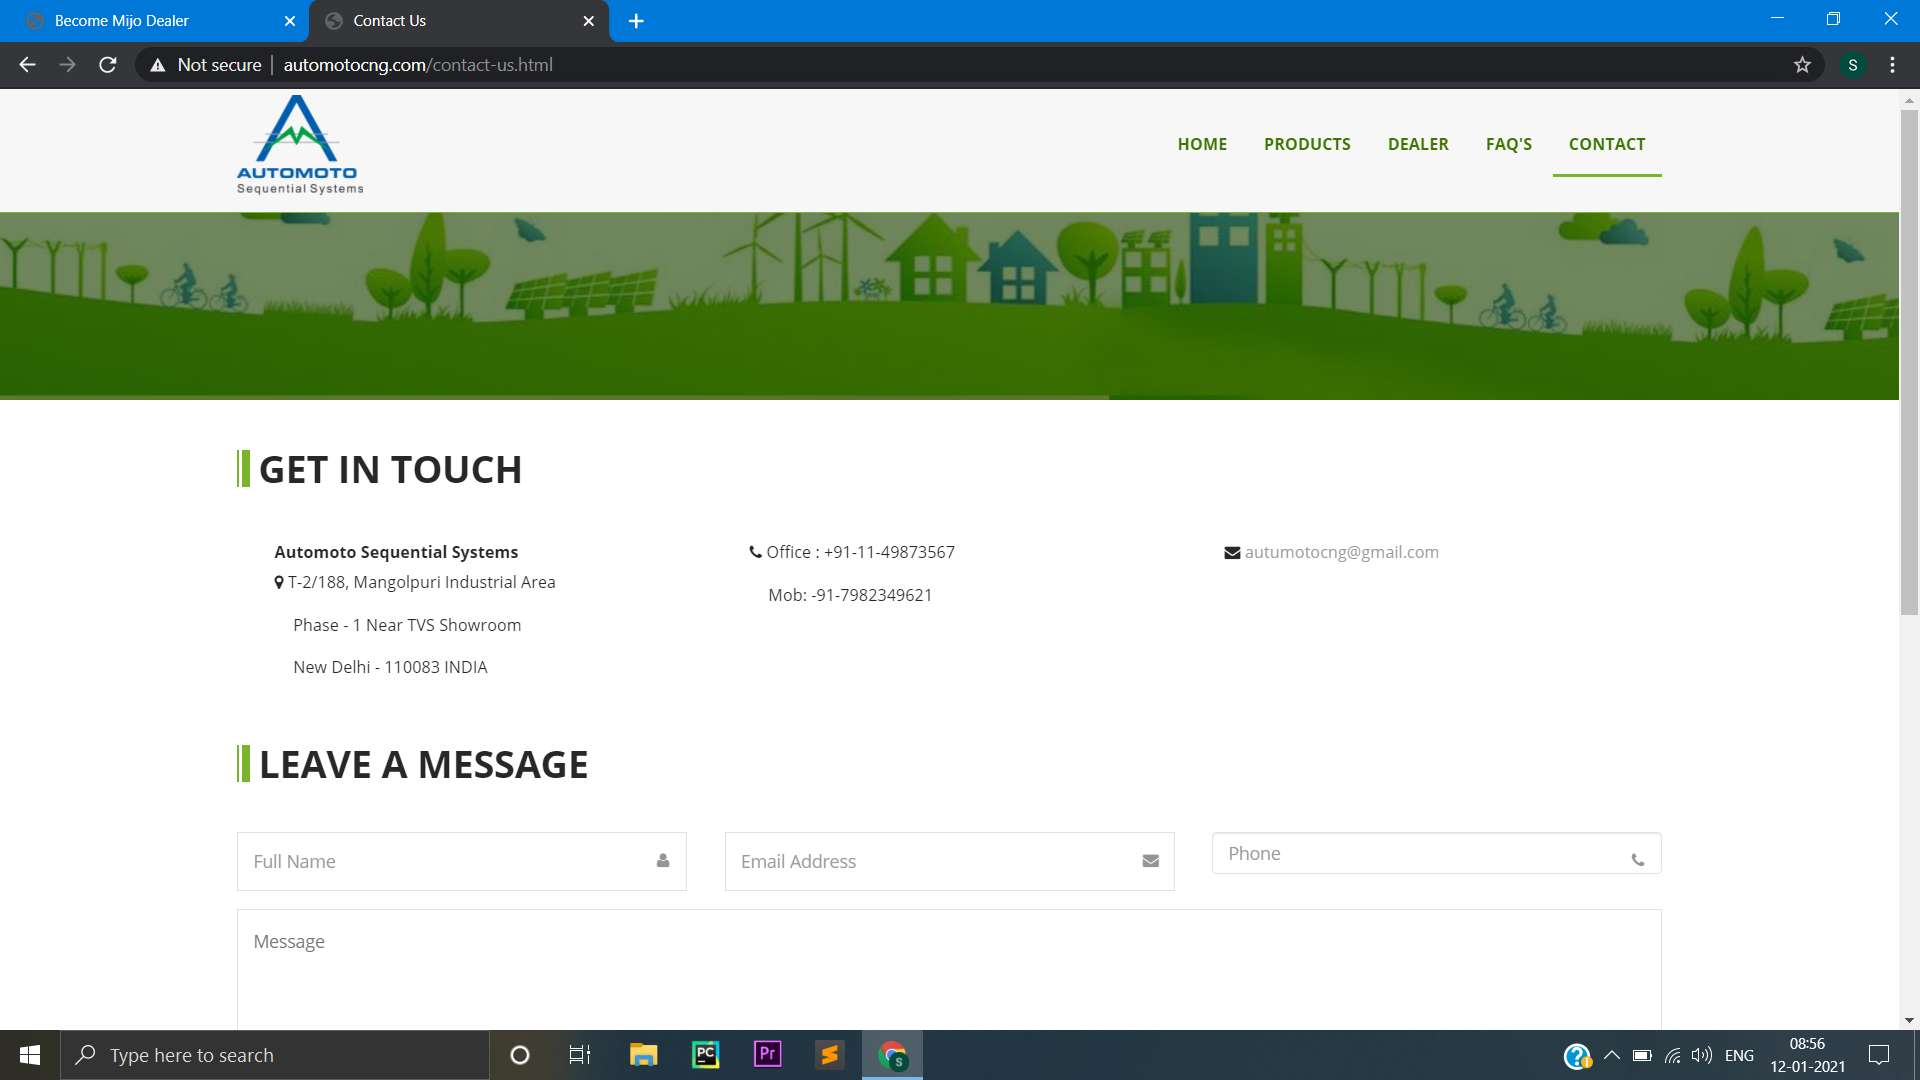 Become Mijo Dealer
Contact Us
Not secure
automotocng.com/contact-us.html
S
AUTOMOTO
Sequential Systems
HOME
PRODUCTS
DEALER
FAQ'S
CONTACT
GET IN TOUCH
Automoto Sequential Systems
T-2/188, Mangolpuri Industrial Area
Phase - 1 Near TVS Showroom
New Delhi - 110083 INDIA
Office : +91-11-49873567
Mob: -91-7982349621
autumotocng@gmail.com
LEAVE A MESSAGE
Full Name
Email Address
Phone
Message
Type here to search
PC
Pr
S
ENG
08:56
12-01-2021